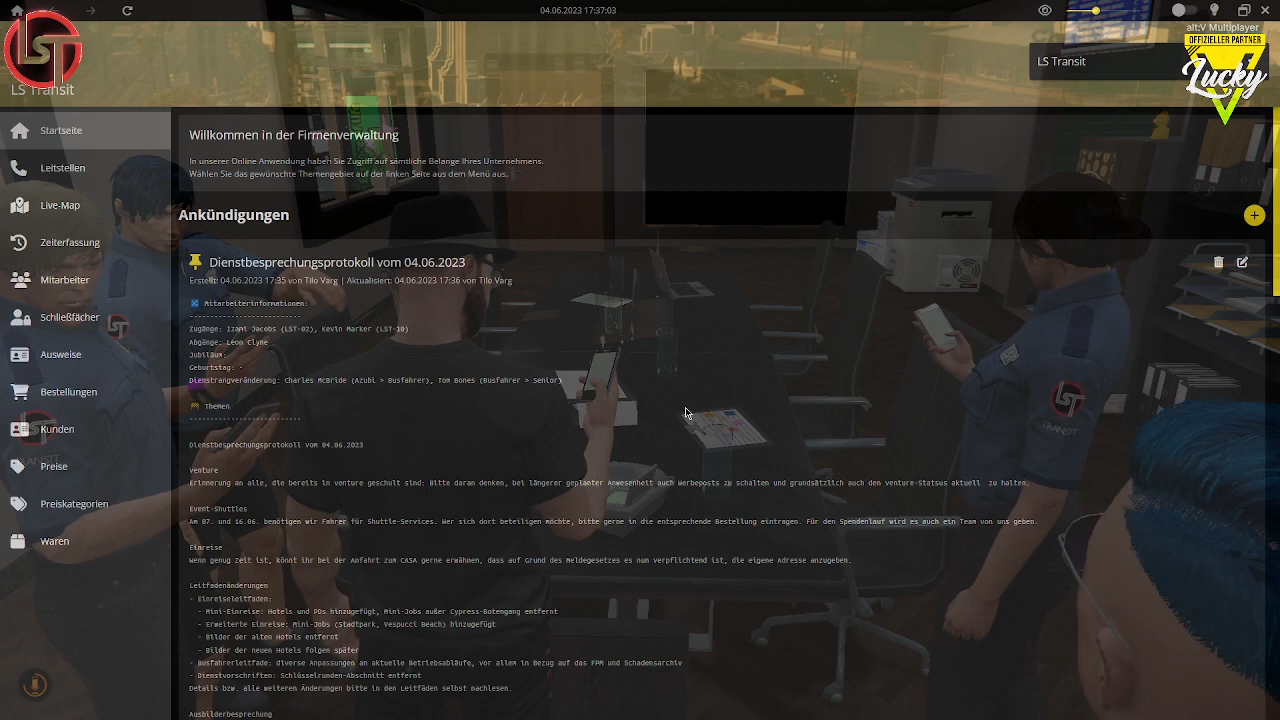 04.06.2023 17:37:03
alt:V Multiplayer
OFFIZIELLER PARTNER
Lucky V
LS Transit
LST
LS Transit
Startseite
Leitstellen
Live-Map
Zeiterfassung
Mitarbeiter
Schließfächer
Ausweise
Bestellungen
Kunden
Preise
Preiskategorien
Waren
Willkommen in der Firmenverwaltung
In unserer Online Anwendung haben Sie Zugriff auf sämtliche Belange Ihres Unternehmens.
Wählen Sie das gewünschte Themengebiet auf der linken Seite aus dem Menü aus.
Ankündigungen
Dienstbesprechungsprotokoll vom 04.06.2023
Erstellt: 04.06.2023 17:35 von Tilo Varg | Aktualisiert: 04.06.2023 17:36 von Tilo Varg
Mitarbeiterinformationen:
--------------------------
Zugänge: Izami Jacobs (LST-02), Kevin Marker (LST-10)
Abgänge: Leon Clyne
Jubiläum:
Geburtstag: -
Dienstrangveränderung: Charles McBride (Azubi > Busfahrer), Tom Bones (Busfahrer > Senior)
Themen
--------------------------
Dienstbesprechungsprotokoll vom 04.06.2023
venture
Erinnerung an alle, die bereits in venture geschult sind: Bitte daran denken, bei längerer geplanter Anwesenheit auch Werbeposts zu schalten und grundsätzlich auch den venture-Statsus aktuell zu halten.
Event-Shuttles
Am 07. und 16.06. benötigen wir Fahrer für Shuttle-Services. Wer sich dort beteiligen möchte, bitte gerne in die entsprechende Bestellung eintragen. Für den Spendenlauf wird es auch ein Team von uns geben.
Einreise
Wenn genug Zeit ist, könnt ihr bei der Anfahrt zum CASA gerne erwähnen, dass auf Grund des Meldegesetzes es nun verpflichtend ist, die eigene Adresse anzugeben.
Leitfadenänderungen
- Einreiseleitfaden:
- Mini-Einreise: Hotels und PDs hinzugefügt, Mini-Jobs außer Cypress-Botengang entfernt
- Erweiterte Einreise: Mini-Jobs (Stadtpark, Vespucci Beach) hinzugefügt
- Bilder der alten Hotels entfernt
- Bilder der neuen Hotels folgen später
- Busfahrerleitfade: diverse Anpassungen an aktuelle Betriebsabläufe, vor allem in Bezug auf das FPM und Schadensarchiv
- Dienstvorschriften: Schlüsselrunden-Abschnitt entfernt
Details bzw. alle weiteren Änderungen bitte in den Leitfäden selbst nachlesen.
Ausbilderbesprechung